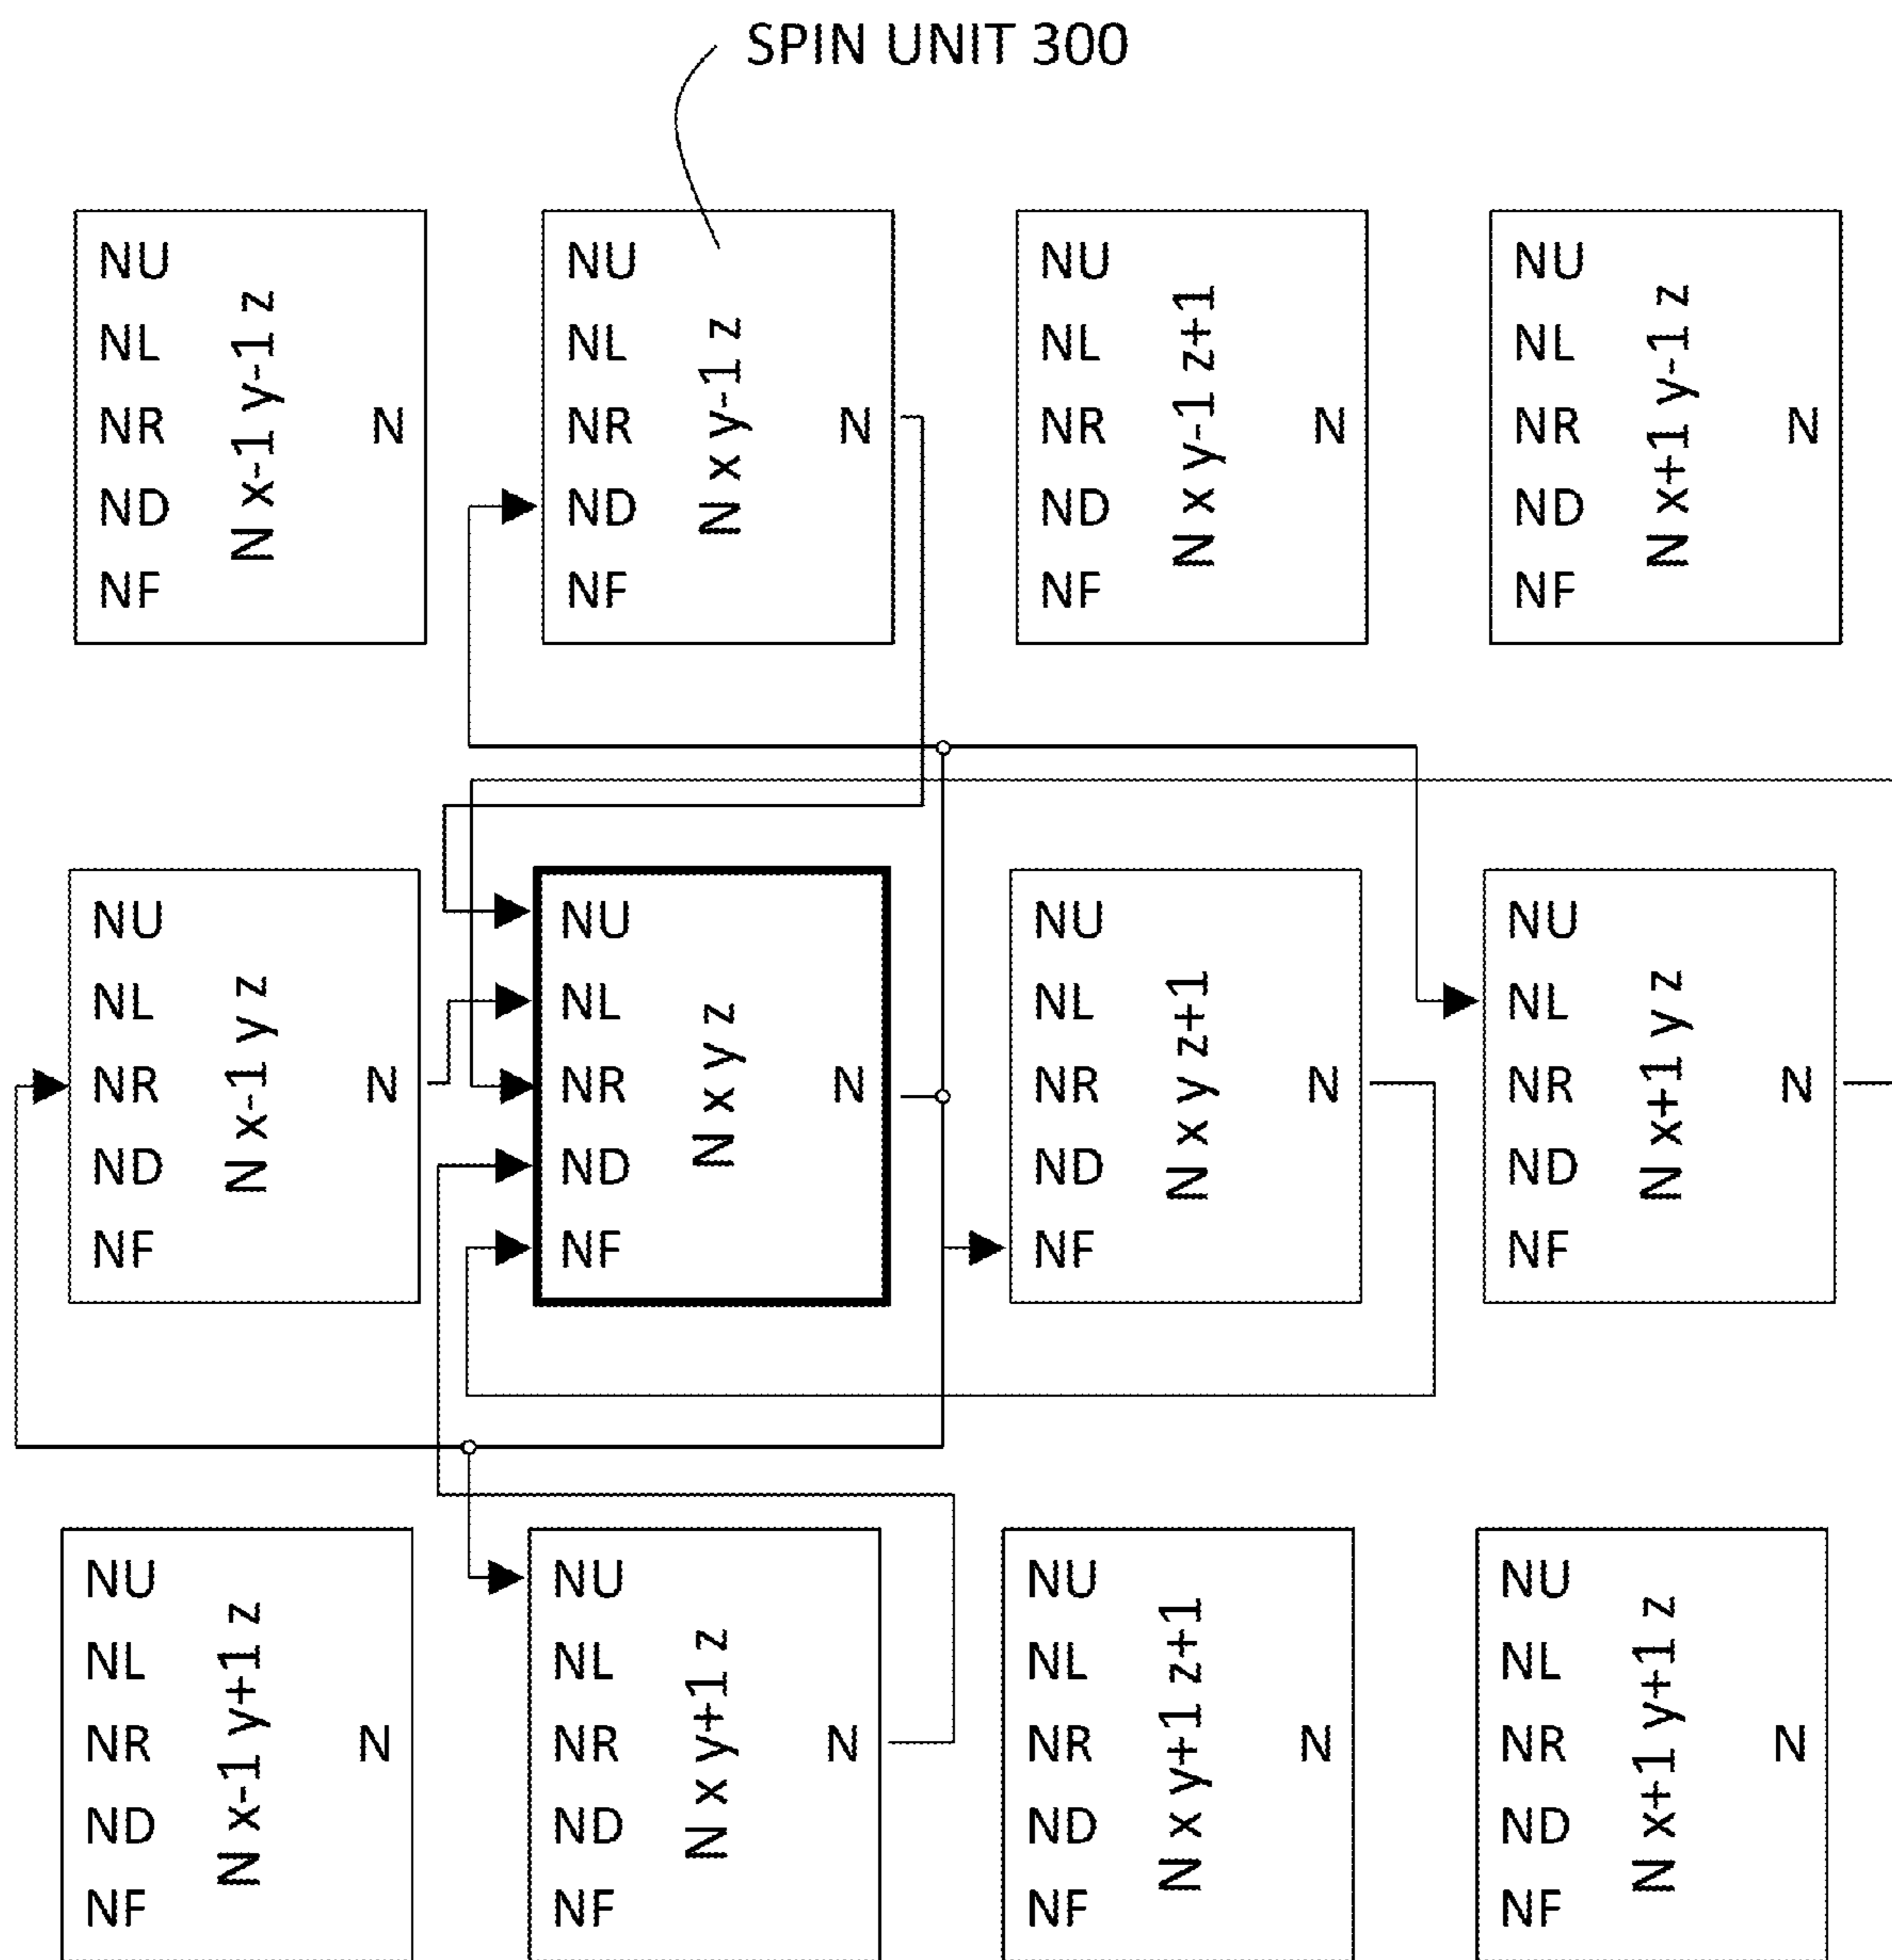 SPIN UNIT 300
NU
NL
NR
ND
NF
N x-1 y-1 z
N
NU
NL
NR
ND
NF
N x y-1 z
N
NU
NL
NR
ND
NF
N x y-1 z+1
N
NU
NL
NR
ND
NF
N x+1 y-1 z
N
NU
NL
NR
ND
NF
N x-1 y z
N
NU
NL
NR
ND
NF
N x y z
N
NU
NL
NR
ND
NF
N x y z+1
N
NU
NL
NR
ND
NF
N x+1 y z
N
NU
NL
NR
ND
NF
N x-1 y+1 z
N
NU
NL
NR
ND
NF
N x y+1 z
N
NU
NL
NR
ND
NF
N x y+1 z+1
N
NU
NL
NR
ND
NF
N x+1 y+1 z
N